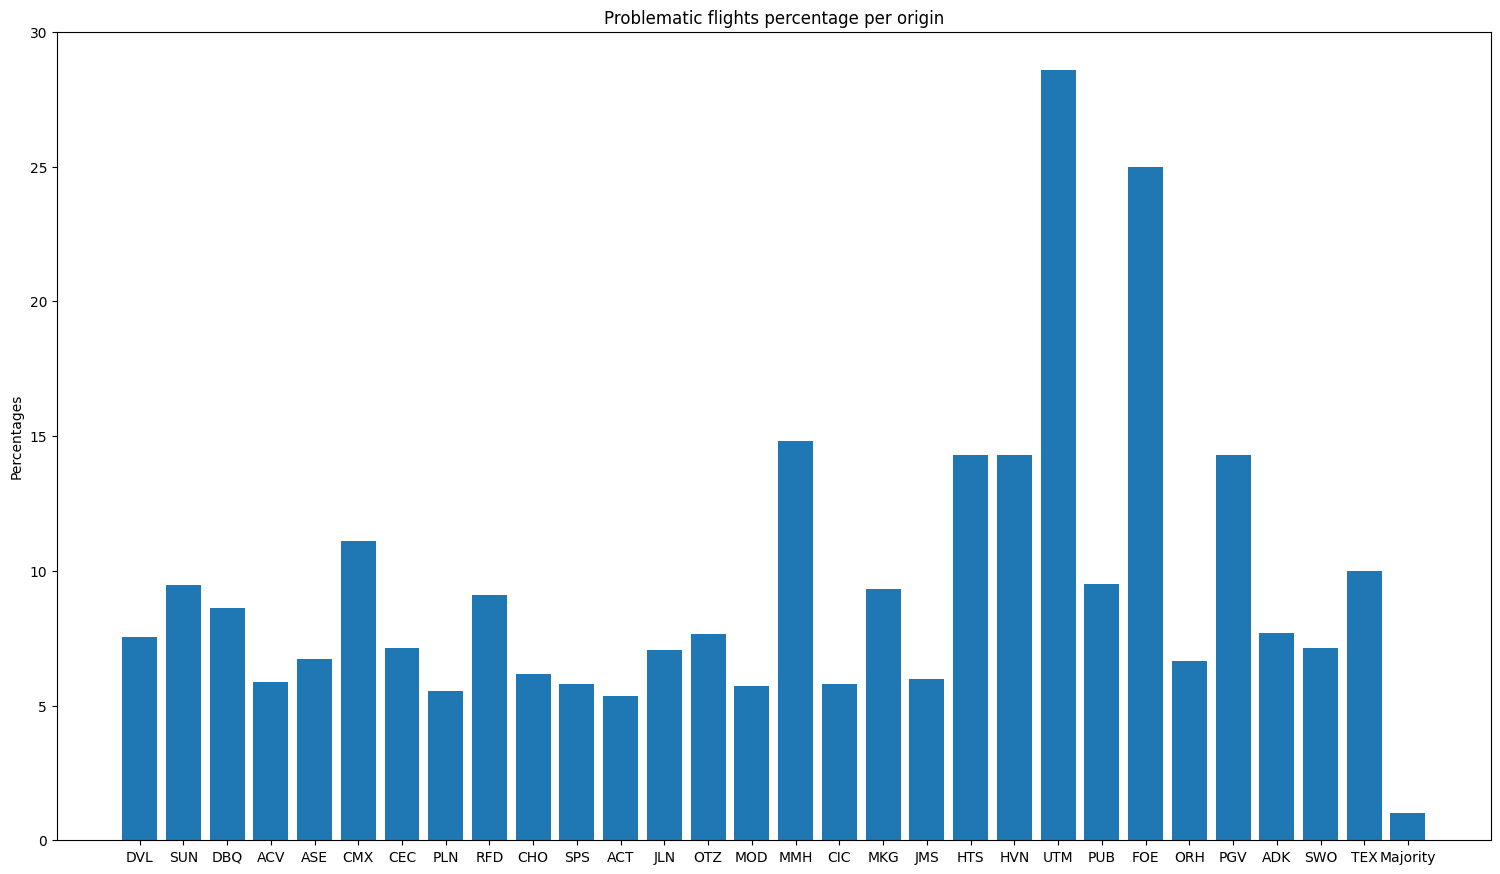 Problematic flights percentage per origin
Percentages
30
25
20
15
10
5
0
DVL SUN DBQ ACV ASE CMX CEC PLN RFD CHO SPS ACT JLN OTZ MOD MMH CIC MKG JMS HTS HVN UTM PUB FOE ORH PGV ADK SWO TEX Majority